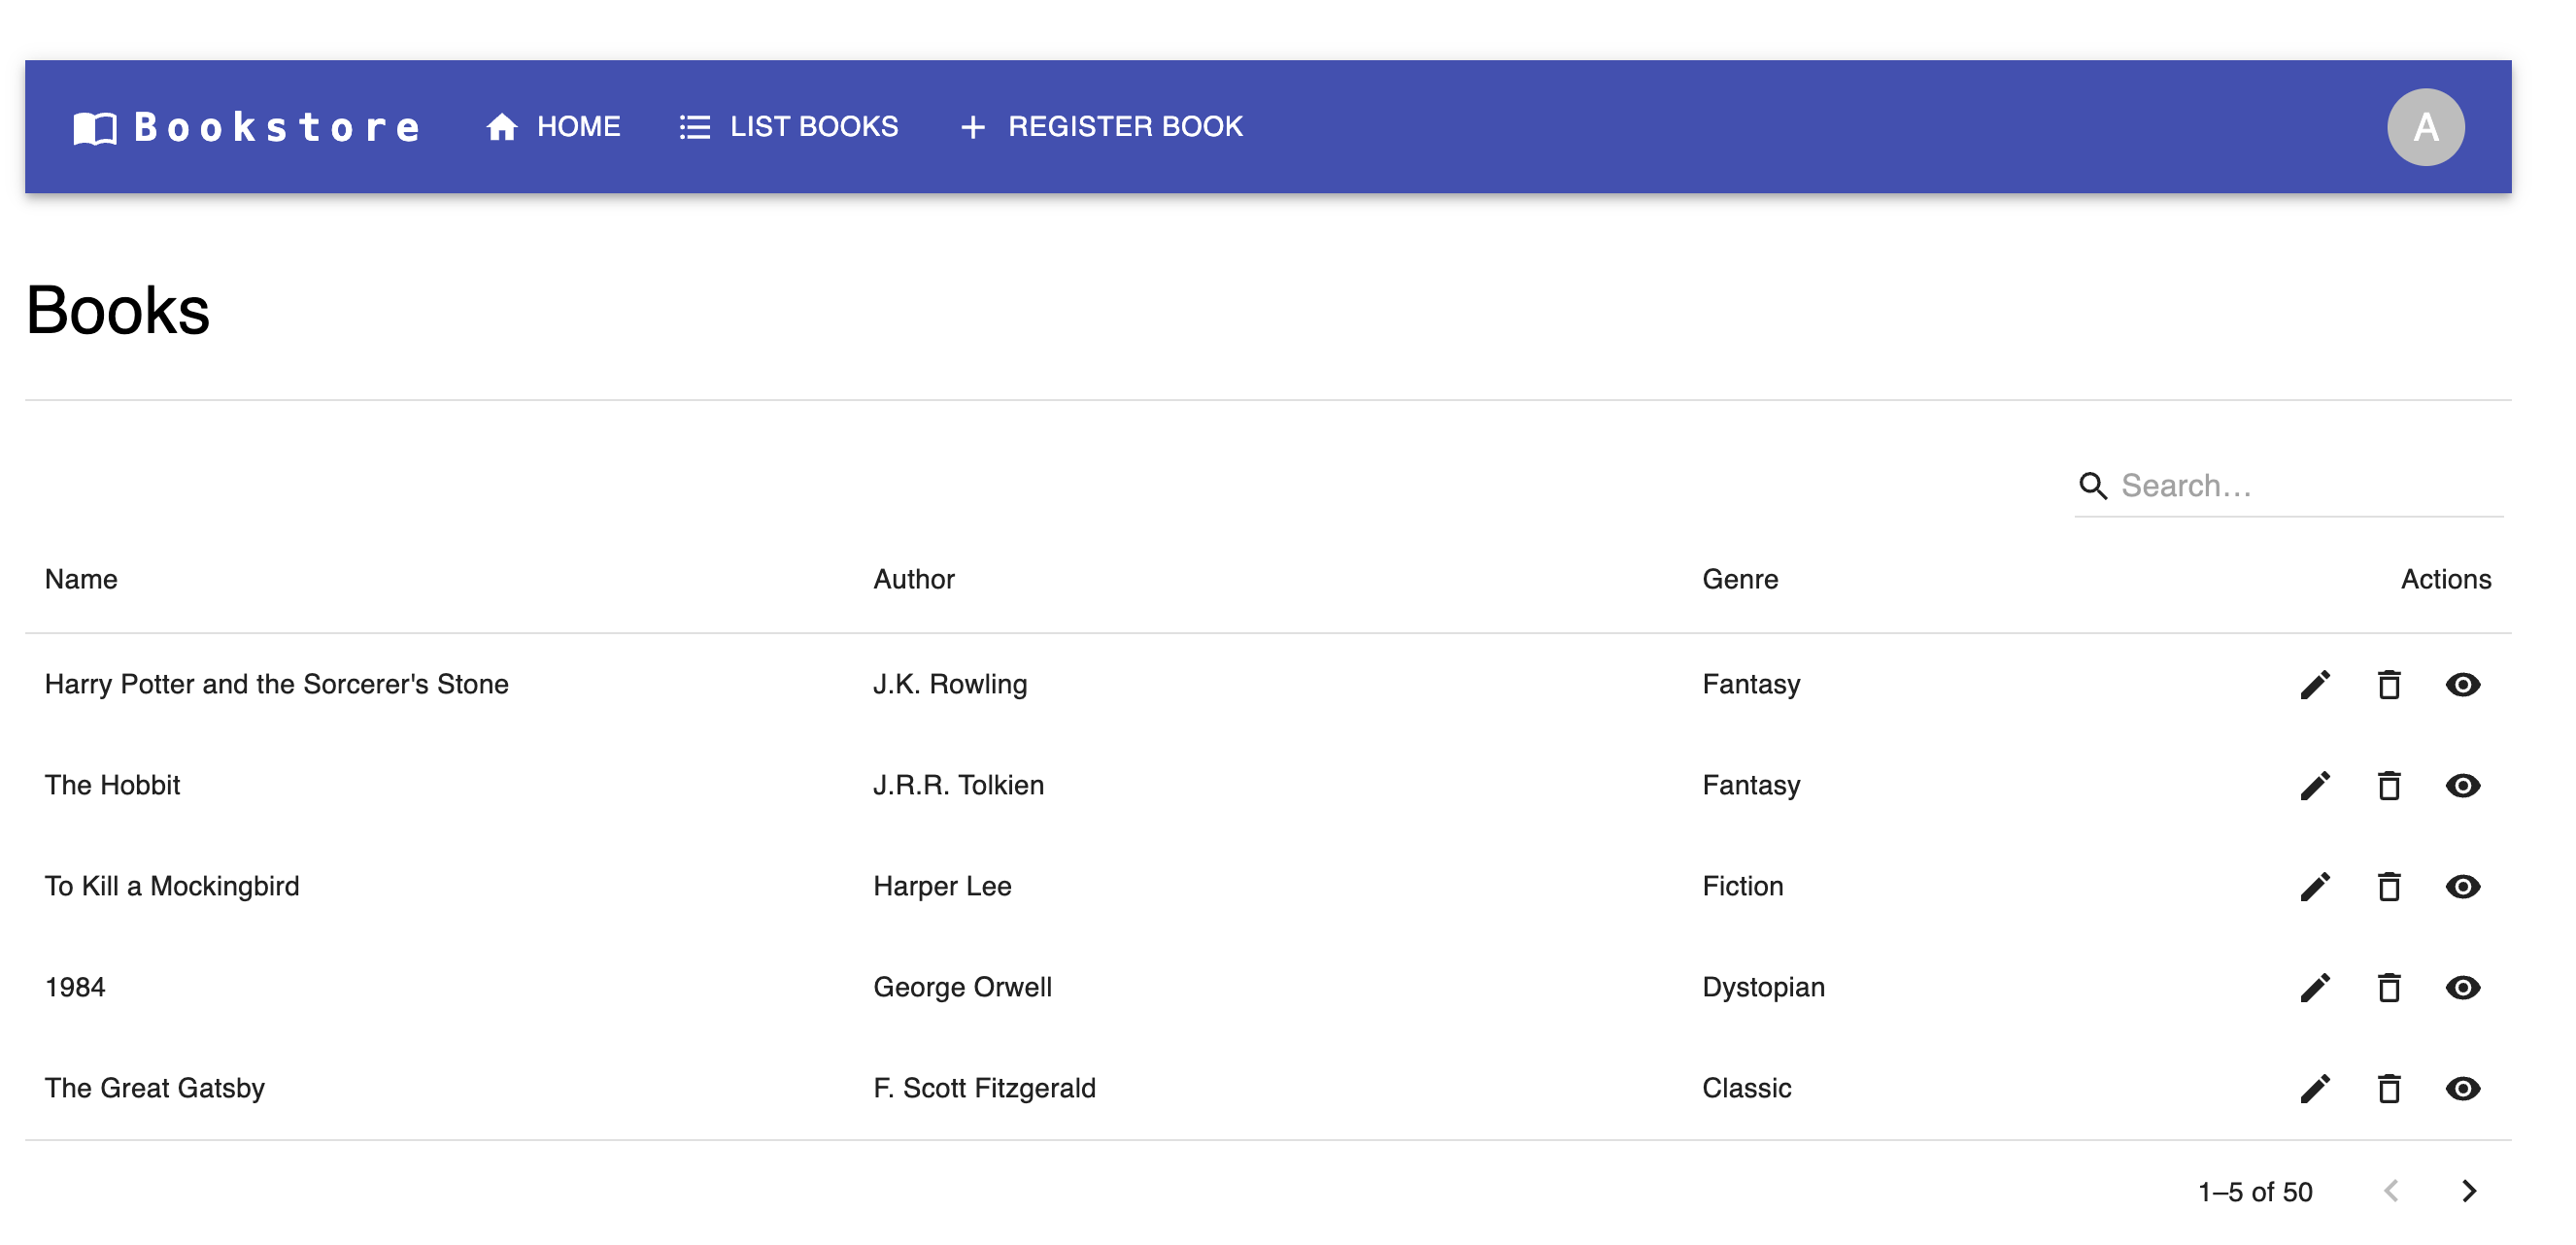 Bookstore HOME LIST BOOKS REGISTER BOOK A
Books
Search…
Name Author Genre Actions
Harry Potter and the Sorcerer's Stone J.K. Rowling Fantasy
The Hobbit J.R.R. Tolkien Fantasy
To Kill a Mockingbird Harper Lee Fiction
1984 George Orwell Dystopian
The Great Gatsby F. Scott Fitzgerald Classic
1–5 of 50